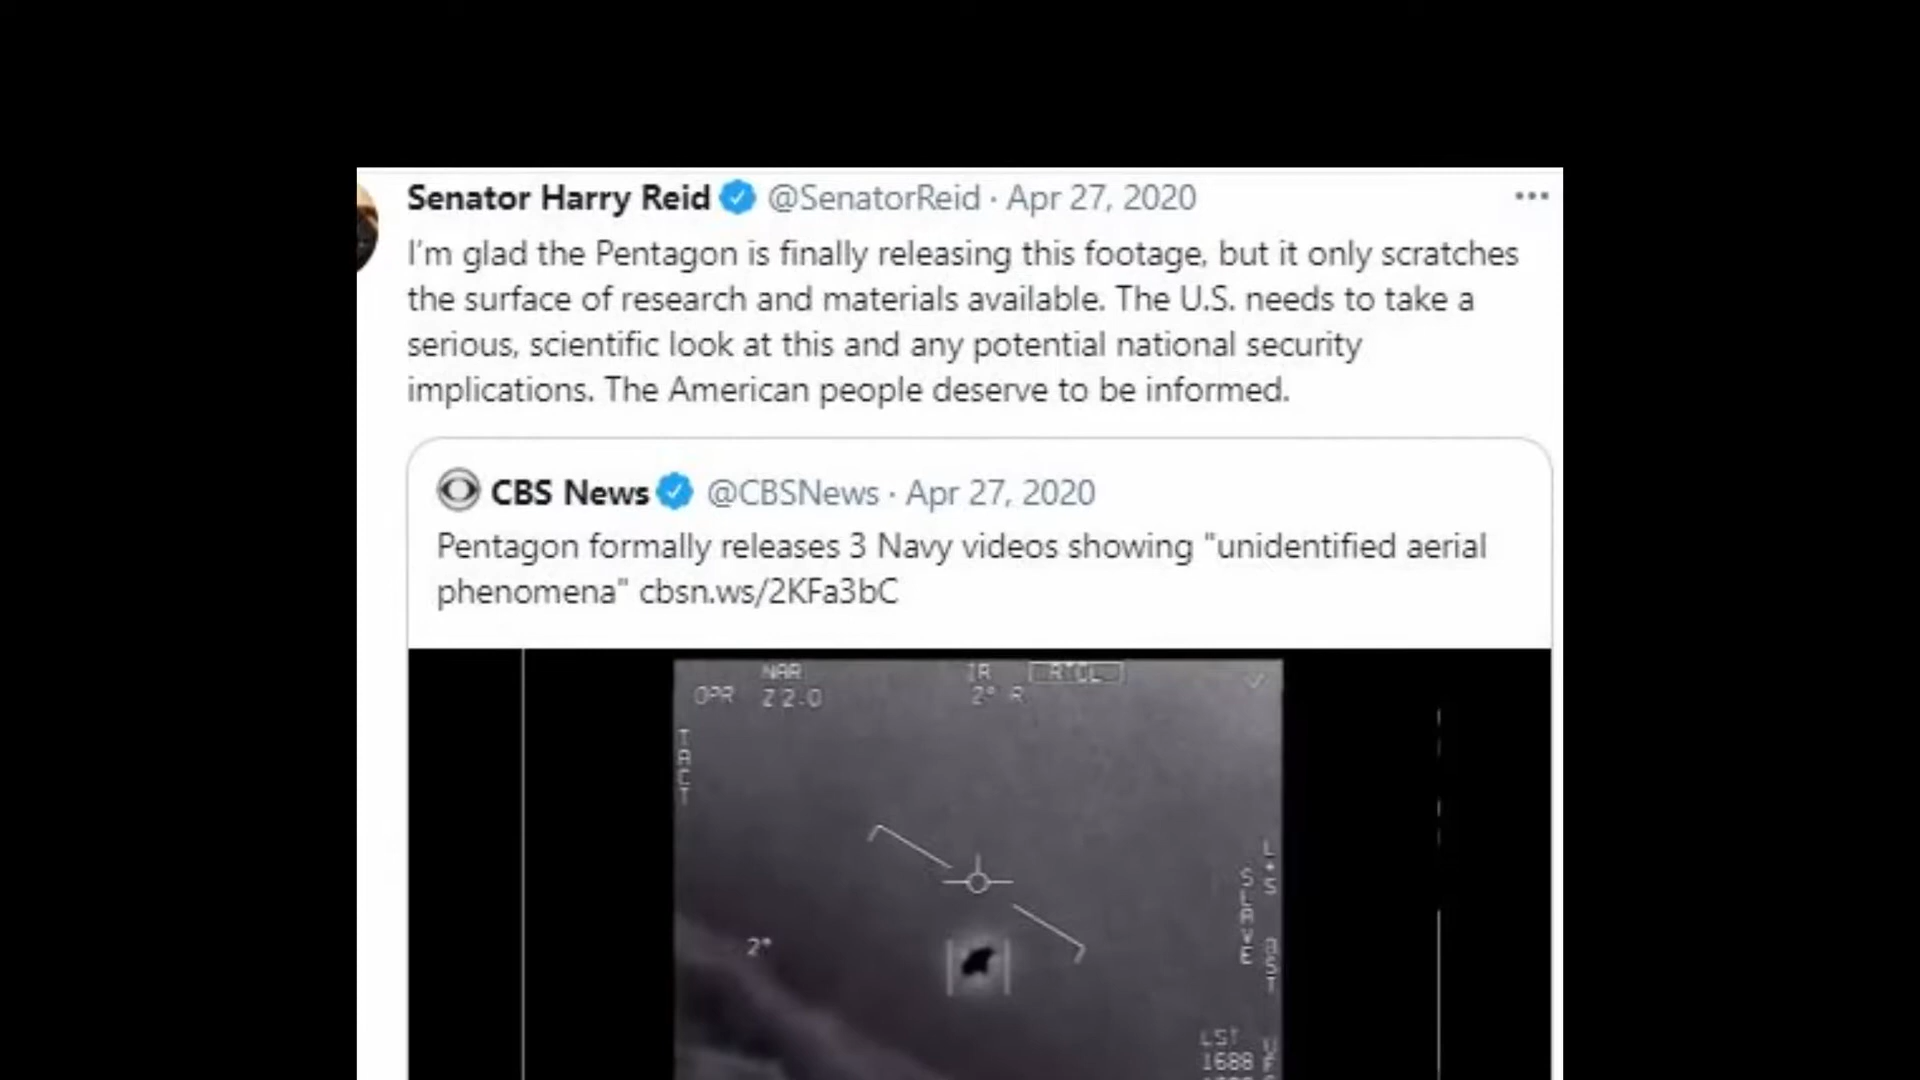 Senator Harry Reid @SenatorReid · Apr 27, 2020
I'm glad the Pentagon is finally releasing this footage, but it only scratches
the surface of research and materials available. The U.S. needs to take a
serious, scientific look at this and any potential national security
implications. The American people deserve to be informed.
CBS News @CBSNews · Apr 27, 2020
Pentagon formally releases 3 Navy videos showing "unidentified aerial
phenomena" cbsn.ws/2KFa3bC
NAR IR
OPR Z 2.0 2° R
TACT
2°
SLAVE
L+S
LST
1688